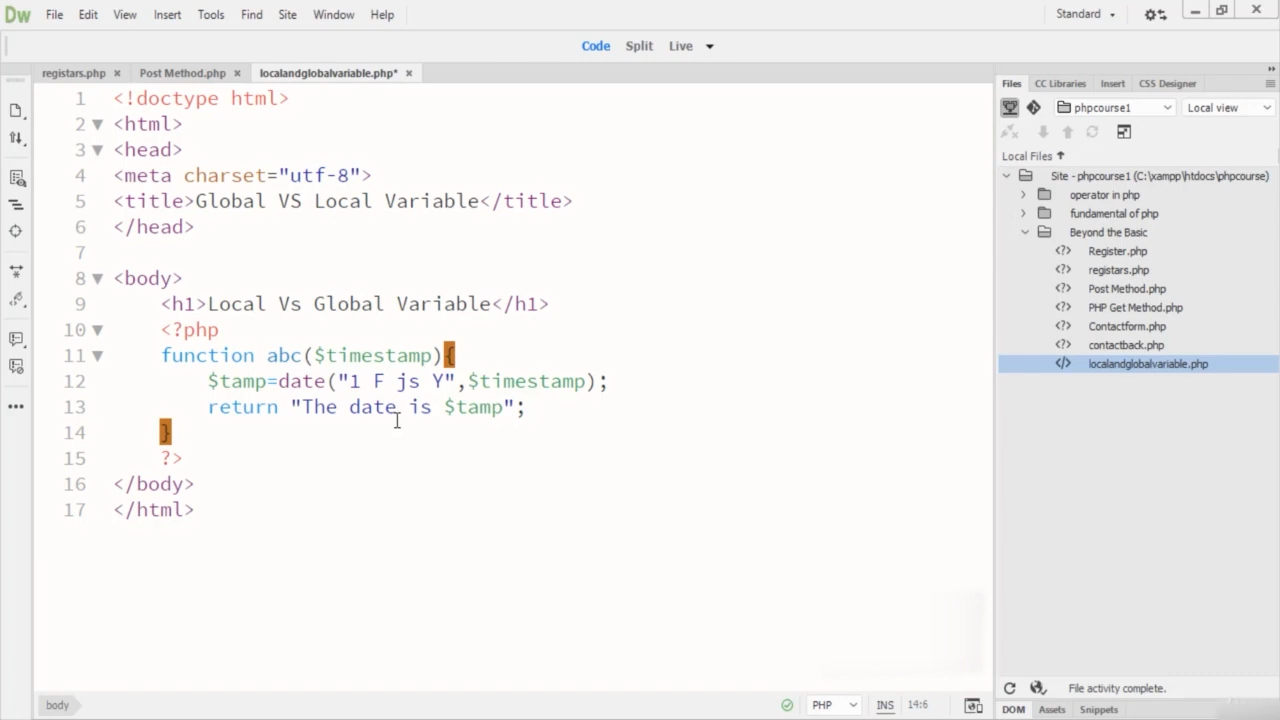 Dw File Edit View Insert Tools Find Site Window Help Standard
Code Split Live
registars.php × Post Method.php × localandglobalvariable.php* ×
1 <!doctype html>
2 <html>
3 <head>
4 <meta charset="utf-8">
5 <title>Global VS Local Variable</title>
6 </head>
7
8 <body>
9 <h1>Local Vs Global Variable</h1>
10 <?php
11 function abc($timestamp){
12 $tamp=date("1 F js Y",$timestamp);
13 return "The date is $tamp";
14 }
15 ?>
16 </body>
17 </html>
body PHP INS 14:6
Files CC Libraries Insert CSS Designer
phpcourse1 Local view
Local Files
Site - phpcourse1 (C:\xampp\htdocs\phpcourse)
operator in php
fundamental of php
Beyond the Basic
Register.php
registars.php
Post Method.php
PHP Get Method.php
Contactform.php
contactback.php
localandglobalvariable.php
File activity complete.
DOM Assets Snippets